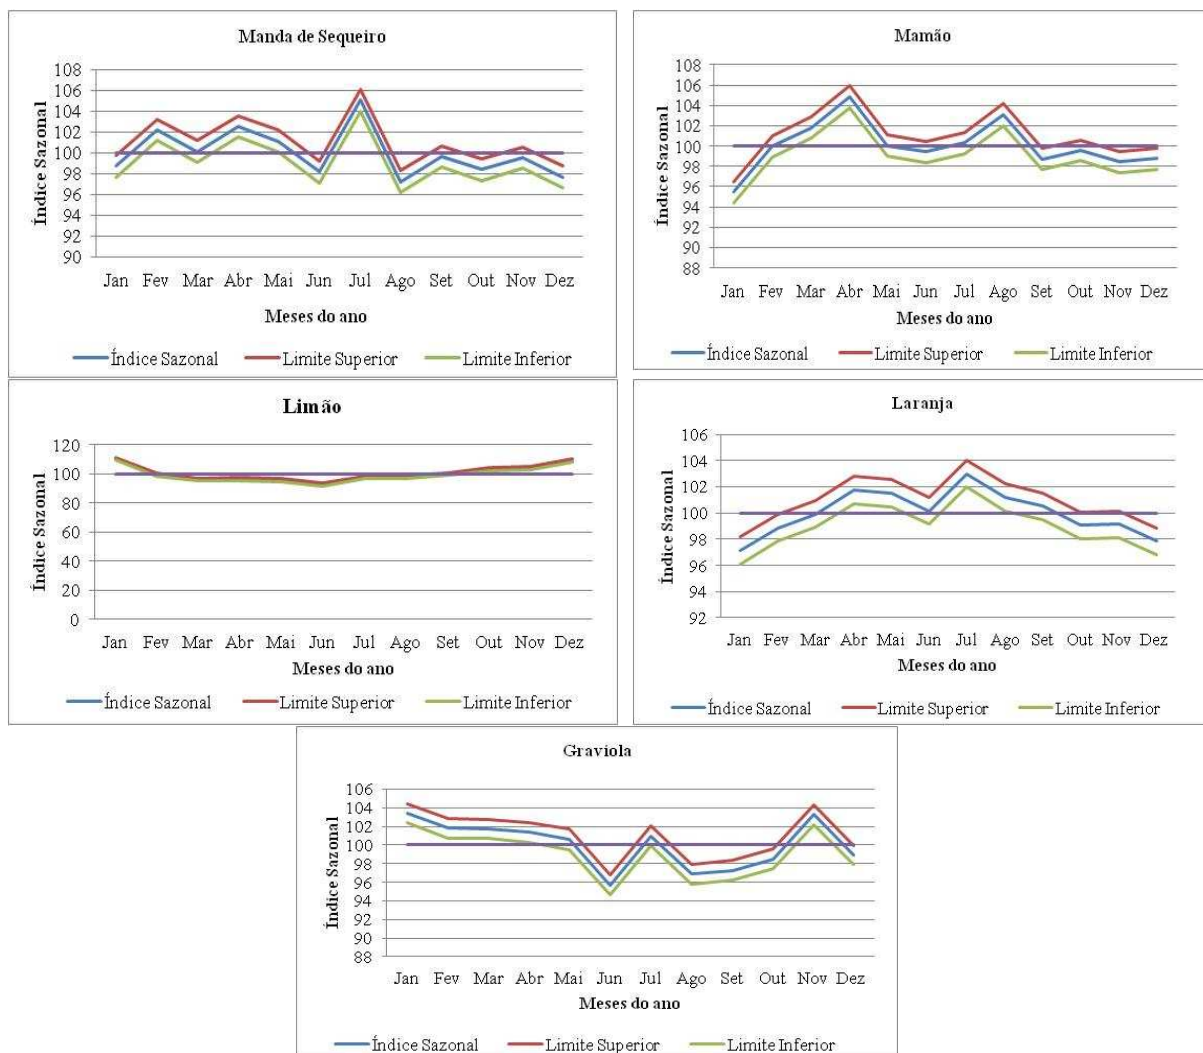 Manda de Sequeiro
Índice Sazonal
108
106
104
102
100
98
96
94
92
90
Jan Fev Mar Abr Mai Jun Jul Ago Set Out Nov Dez
Meses do ano
Índice Sazonal Limite Superior Limite Inferior
Mamão
Índice Sazonal
108
106
104
102
100
98
96
94
92
90
88
Jan Fev Mar Abr Mai Jun Jul Ago Set Out Nov Dez
Meses do ano
Índice Sazonal Limite Superior Limite Inferior
Limão
Índice Sazonal
120
100
80
60
40
20
0
Jan Fev Mar Abr Mai Jun Jul Ago Set Out Nov Dez
Meses do ano
Índice Sazonal Limite Superior Limite Inferior
Laranja
Índice Sazonal
106
104
102
100
98
96
94
92
Jan Fev Mar Abr Mai Jun Jul Ago Set Out Nov Dez
Meses do ano
Índice Sazonal Limite Superior Limite Inferior
Graviola
Índice Sazonal
106
104
102
100
98
96
94
92
90
88
Jan Fev Mar Abr Mai Jun Jul Ago Set Out Nov Dez
Meses do ano
Índice Sazonal Limite Superior Limite Inferior